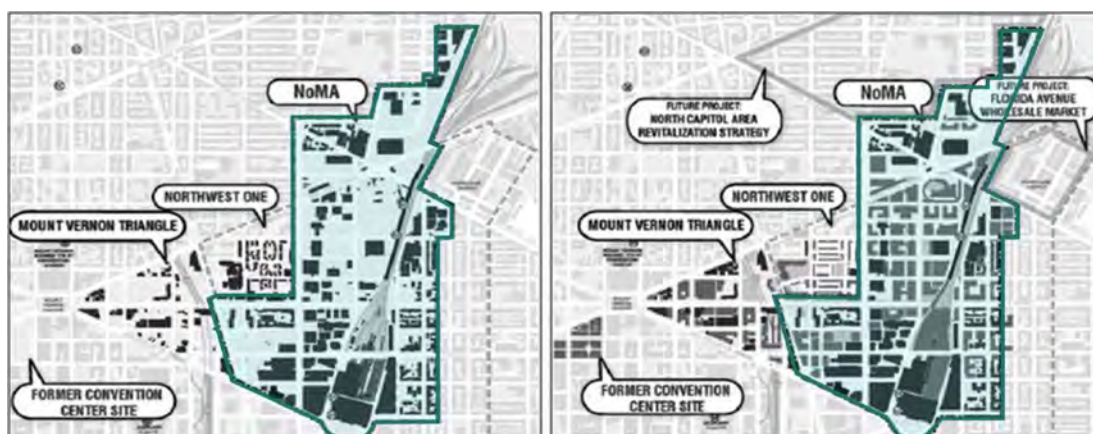 NoMA
NORTHWEST ONE
MOUNT VERNON TRIANGLE
FORMER CONVENTION
CENTER SITE
NoMA
FUTURE PROJECT:
NORTH CAPITOL AREA
REVITALIZATION STRATEGY
FUTURE PROJECT:
FLORIDA AVENUE
WHOLESALE MARKET
NORTHWEST ONE
MOUNT VERNON TRIANGLE
FORMER CONVENTION
CENTER SITE